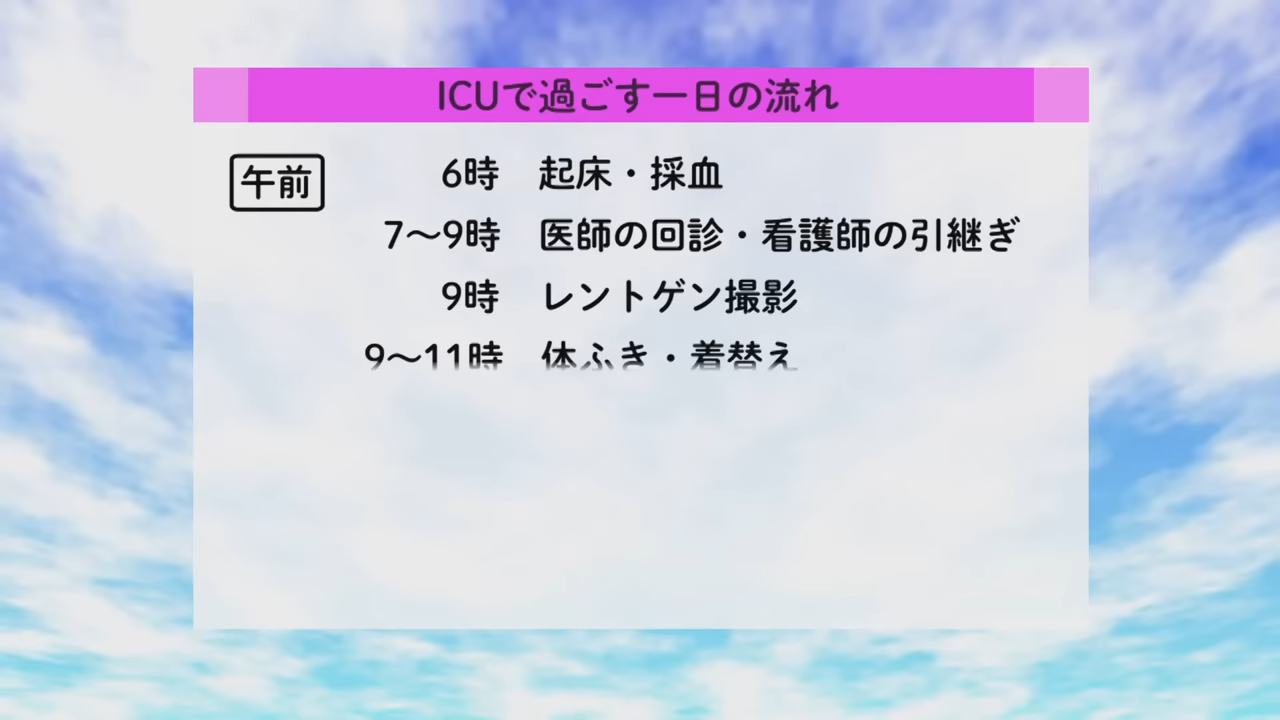 ICUで過ごす一日の流れ
午前
6時 起床・採血
7〜9時 医師の回診・看護師の引継ぎ
9時 レントゲン撮影
9〜11時 体ふき・着替え